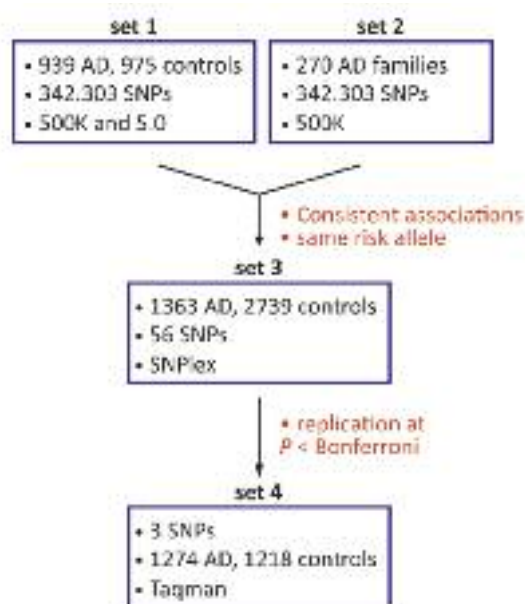 set 1
• 939 AD, 975 controls
• 342.303 SNPs
• 500K and 5.0
set 2
• 270 AD families
• 342.303 SNPs
• 500K
• Consistent associations
• same risk allele
set 3
• 1363 AD, 2739 controls
• 56 SNPs
• SNPlex
• replication at
P < Bonferroni
set 4
• 3 SNPs
• 1274 AD, 1218 controls
• Taqman